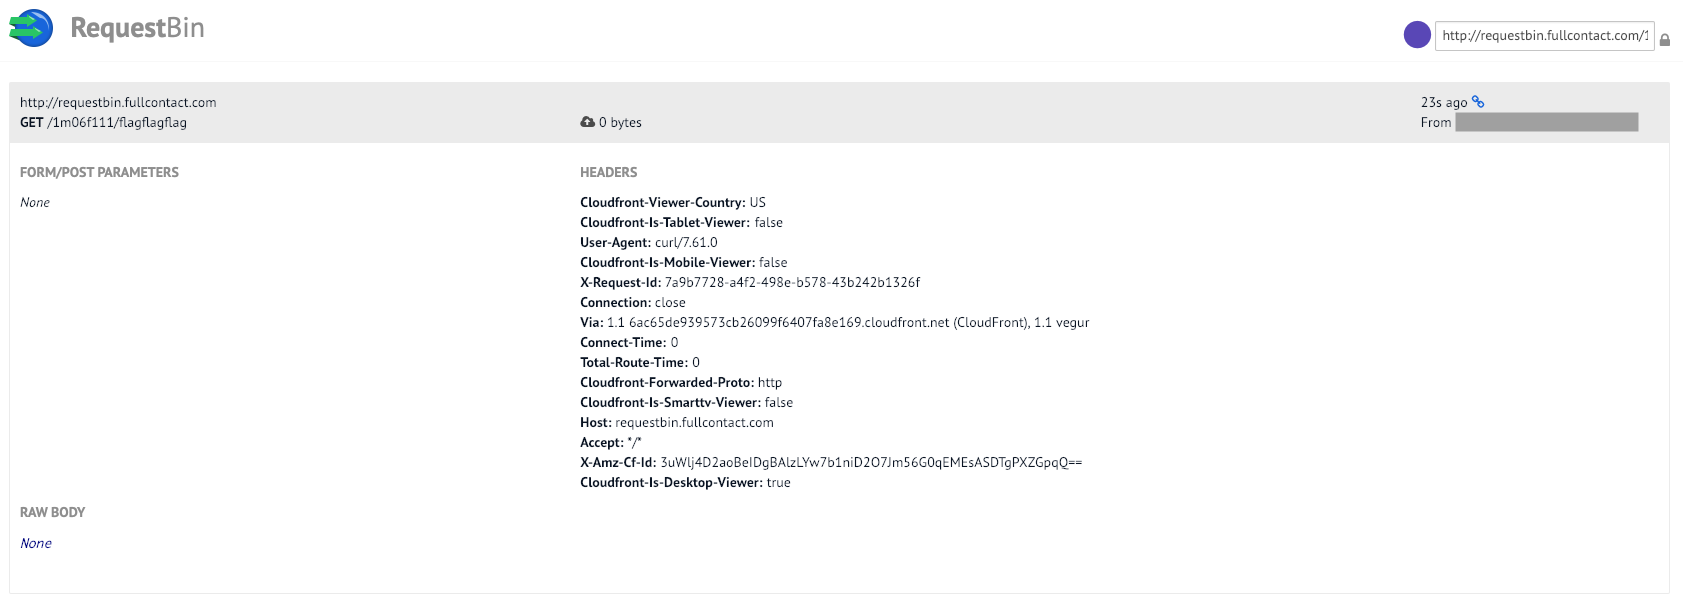 RequestBin
http://requestbin.fullcontact.com/1
http://requestbin.fullcontact.com
GET /1m06f111/flagflagflag
0 bytes
23s ago
From
FORM/POST PARAMETERS
None
HEADERS
Cloudfront-Viewer-Country: US
Cloudfront-Is-Tablet-Viewer: false
User-Agent: curl/7.61.0
Cloudfront-Is-Mobile-Viewer: false
X-Request-Id: 7a9b7728-a4f2-498e-b578-43b242b1326f
Connection: close
Via: 1.1 6ac65de939573cb26099f6407fa8e169.cloudfront.net (CloudFront), 1.1 vegur
Connect-Time: 0
Total-Route-Time: 0
Cloudfront-Forwarded-Proto: http
Cloudfront-Is-Smarttv-Viewer: false
Host: requestbin.fullcontact.com
Accept: */*
X-Amz-Cf-Id: 3uWlj4D2aoBeIDgBAlzLYw7b1niD2O7Jm56G0qEMEsASDTgPXZGpqQ==
Cloudfront-Is-Desktop-Viewer: true
RAW BODY
None